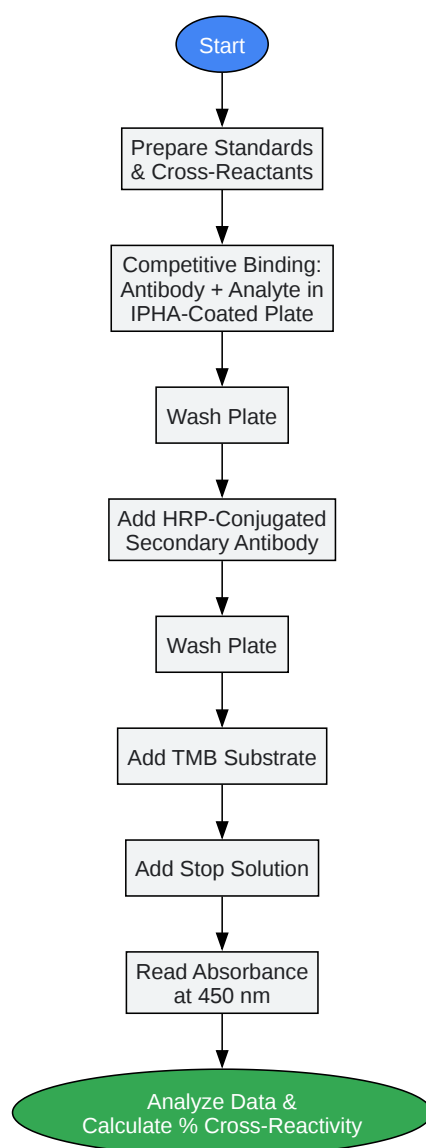 Start
Prepare Standards
& Cross-Reactants
Competitive Binding:
Antibody + Analyte in
IPHA-Coated Plate
Wash Plate
Add HRP-Conjugated
Secondary Antibody
Wash Plate
Add TMB Substrate
Add Stop Solution
Read Absorbance
at 450 nm
Analyze Data &
Calculate % Cross-Reactivity